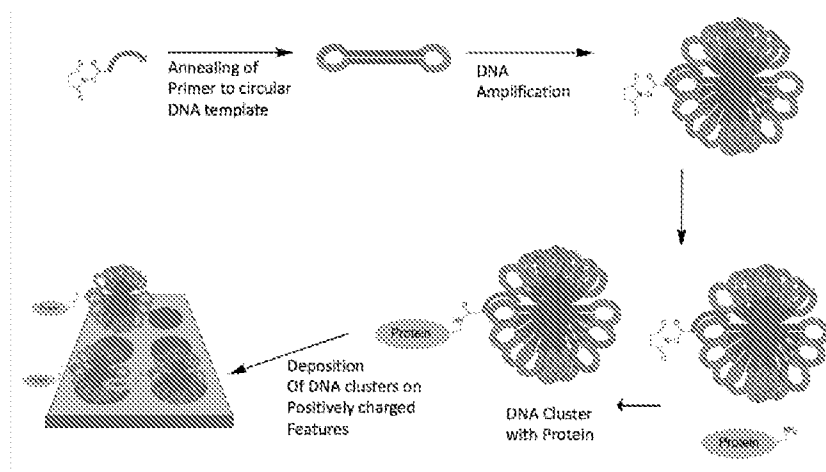 Annealing of
Primer to circular
DNA template
DNA
Amplification
Protein
Deposition
Of DNA clusters on
Positively charged
Features
DNA Cluster
with Protein
Protein